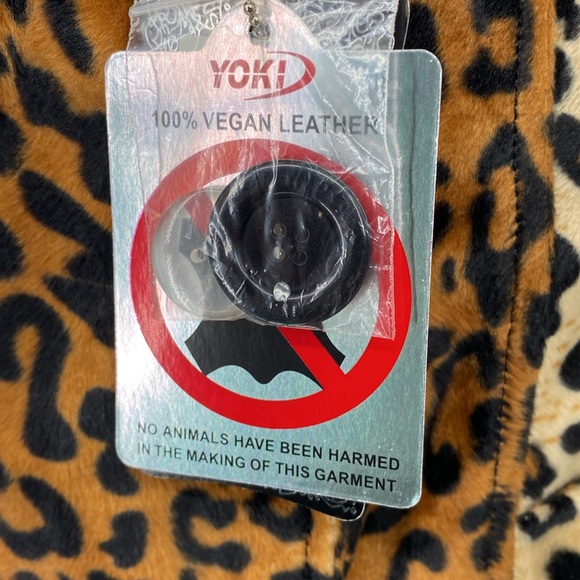 YOKI
100% VEGAN LEATHER
NO ANIMALS HAVE BEEN HARMED
IN THE MAKING OF THIS GARMENT